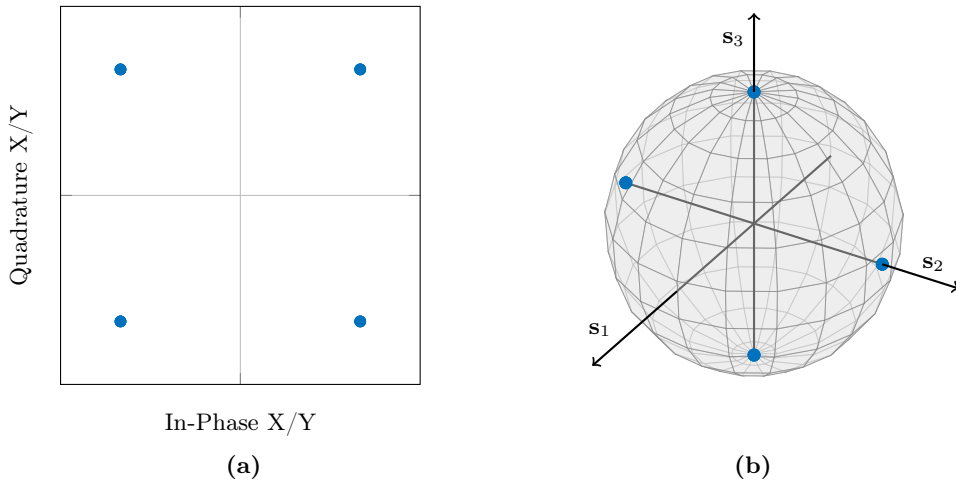 Quadrature X/Y
In-Phase X/Y
(a)
s₃
s₂
s₁
(b)